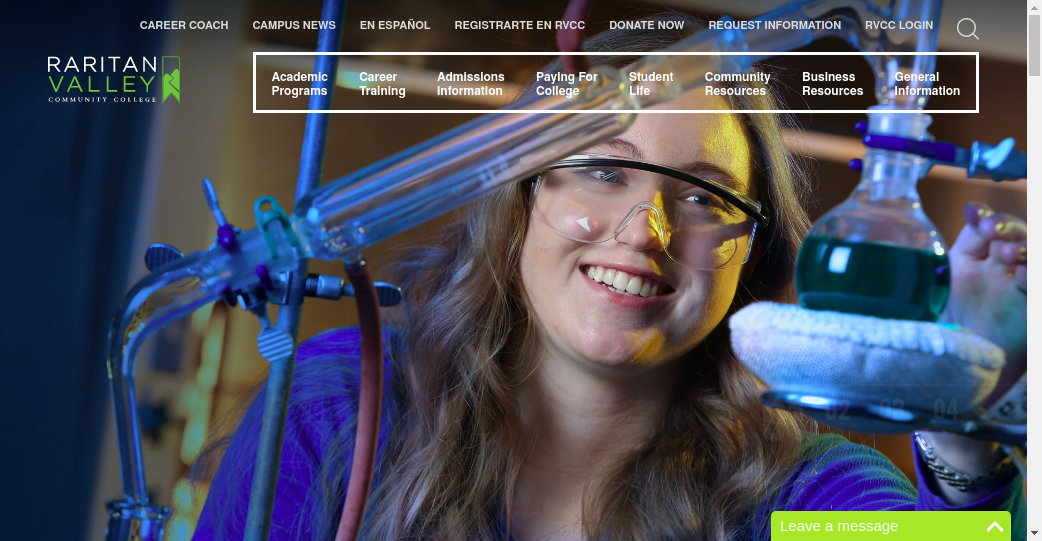 CAREER COACH CAMPUS NEWS EN ESPAÑOL REGISTRARTE EN RVCC DONATE NOW REQUEST INFORMATION RVCC LOGIN
RARITAN
VALLEY
COMMUNITY COLLEGE
Academic Programs
Career Training
Admissions Information
Paying For College
Student Life
Community Resources
Business Resources
General Information
02 03 04
Leave a message